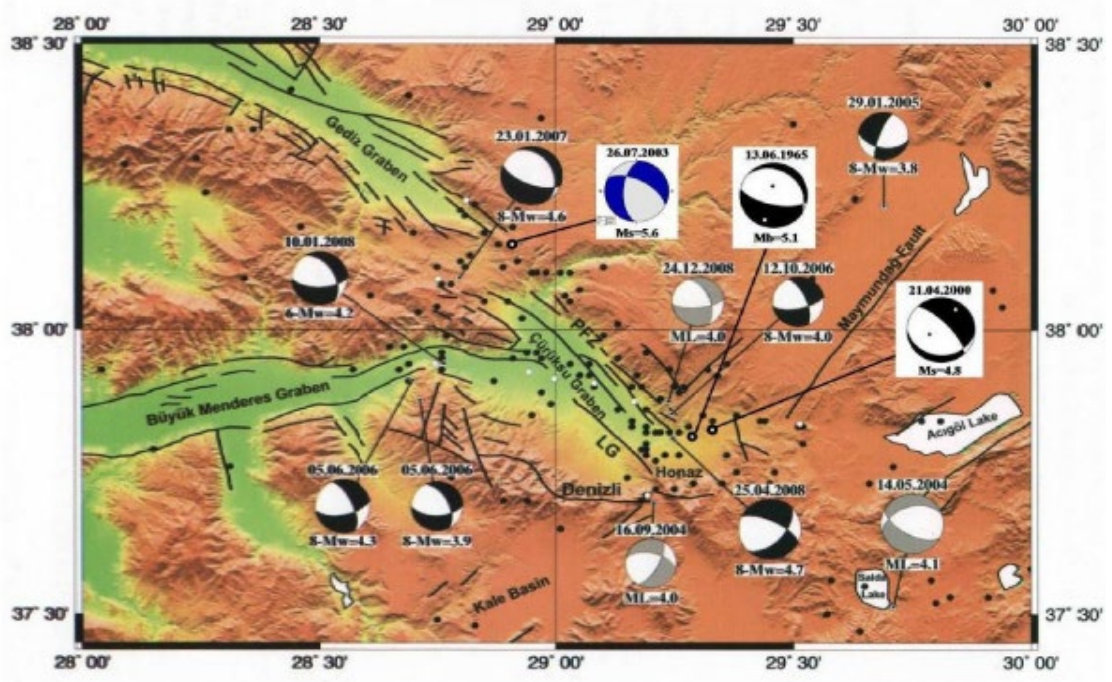 28° 00'
28° 30'
29° 00'
29° 30'
30° 00'
38° 30'
38° 30'
29.01.2005
8-Mw=3.8
23.01.2007
8-Mw=4.6
26.07.2003
Ms=5.6
13.06.1965
Mb=5.1
Gediz Graben
10.01.2008
6-Mw=4.2
24.12.2008
ML=4.0
12.10.2006
8-Mw=4.0
Maymundağ Fault
21.04.2000
Ms=4.8
38° 00'
38° 00'
PFZ
Çürüksu Graben
Büyük Menderes Graben
LG
Acıgöl Lake
Honaz
Denizli
05.06.2006
8-Mw=4.3
05.06.2006
8-Mw=3.9
25.04.2008
8-Mw=4.7
14.05.2004
ML=4.1
16.09.2004
ML=4.0
Salda
Lake
Kale Basin
37° 30'
37° 30'
28° 00'
28° 30'
29° 00'
29° 30'
30° 00'